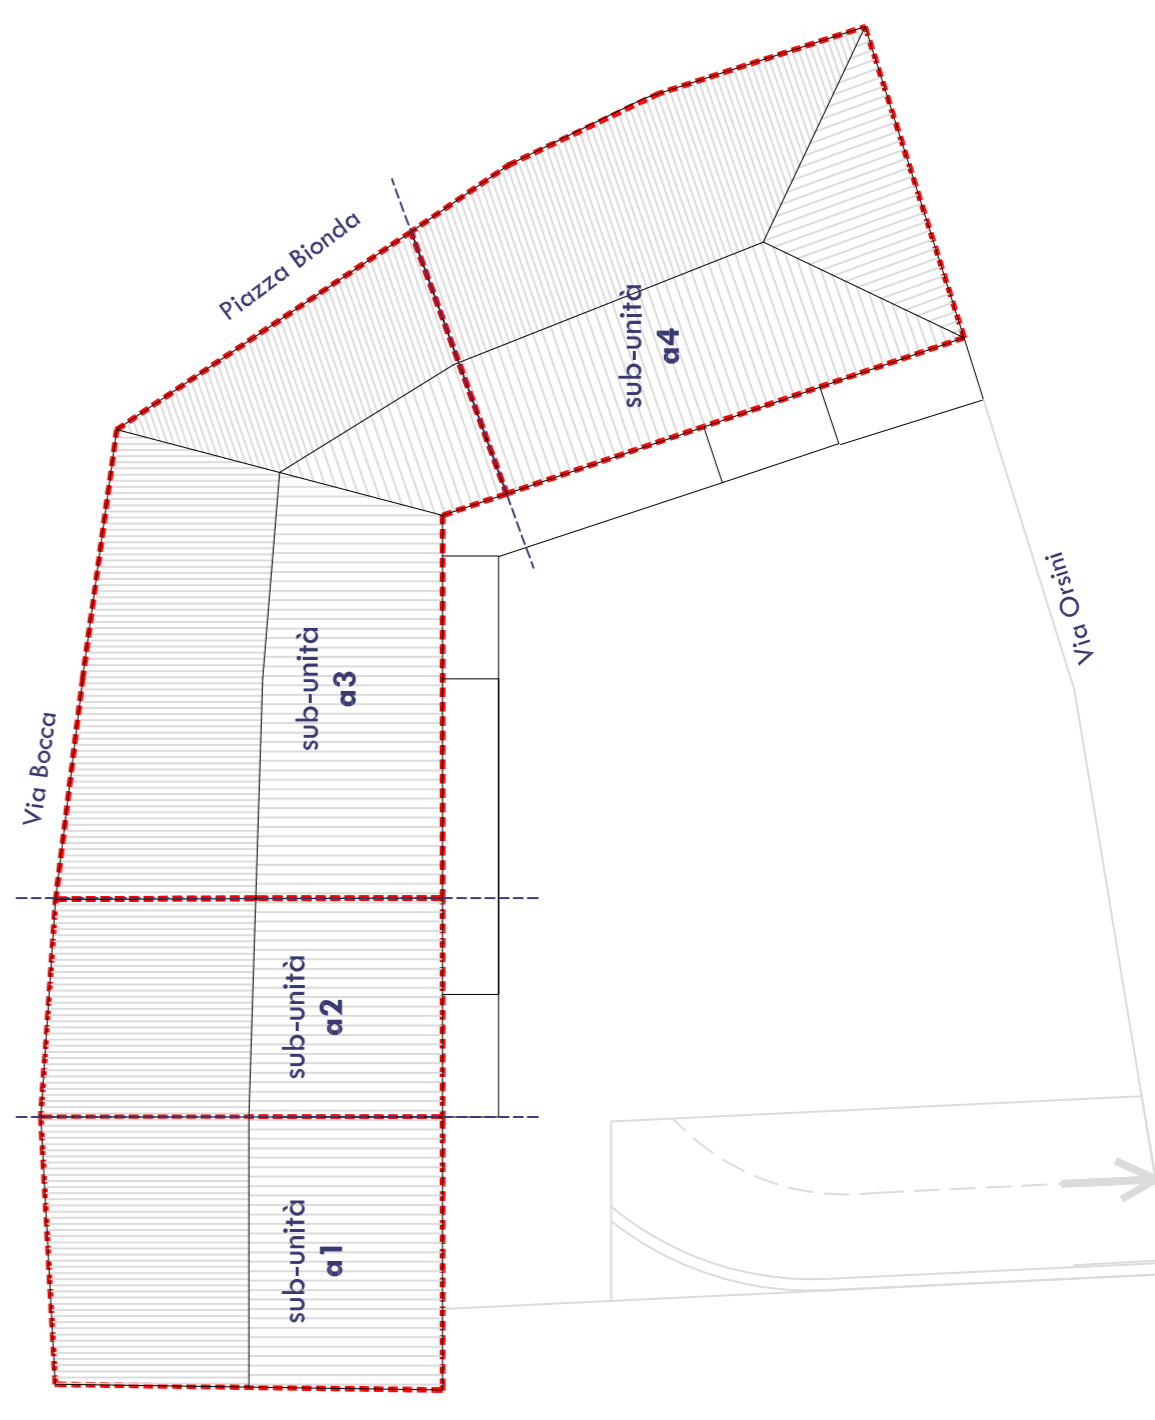 Piazza Bionda
sub-unità
a4
Via Orsini
sub-unità
a3
Via Bocca
sub-unità
a2
sub-unità
a1